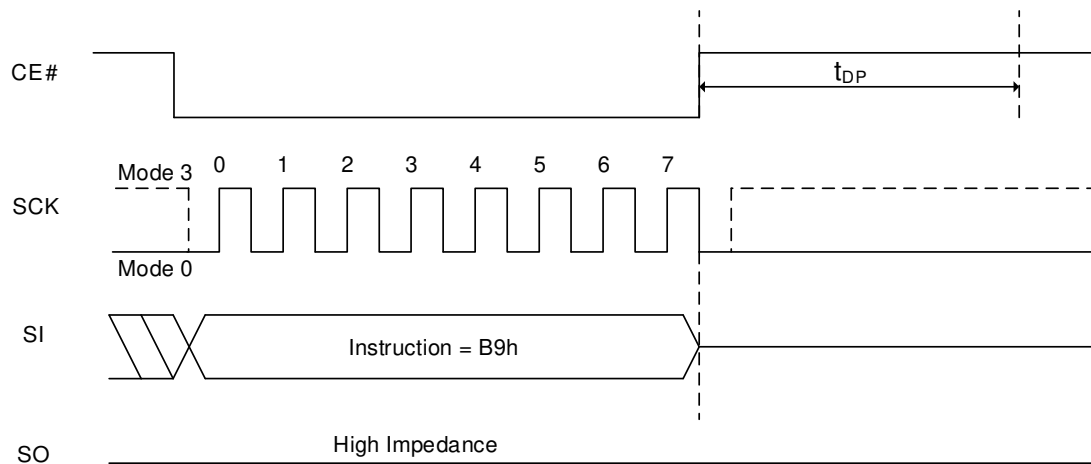 CE#
tDP
Mode 3
0 1 2 3 4 5 6 7
SCK
Mode 0
SI
Instruction = B9h
High Impedance
SO